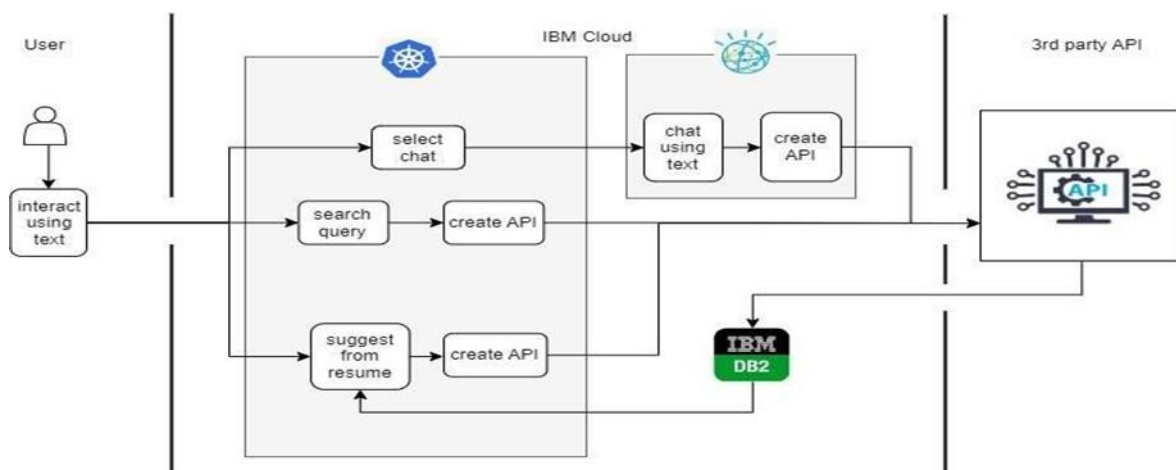 User
IBM Cloud
3rd party API
select
chat
chat
using
text
create
API
interact
using
text
search
query
create API
API
suggest
from
resume
create API
IBM
DB2